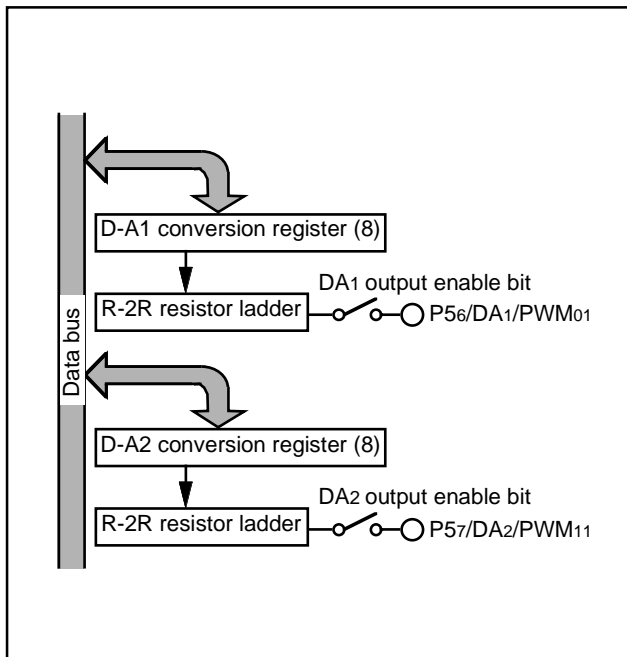 D-A1 conversion register (8)
DA1 output enable bit
R-2R resistor ladder
P56/DA1/PWM01
Data bus
D-A2 conversion register (8)
DA2 output enable bit
R-2R resistor ladder
P57/DA2/PWM11